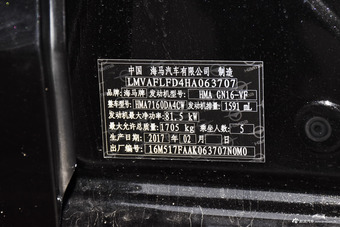 中国 海马汽车有限公司 制造
LMVAFLFD4HA063707
品牌 海马牌 发动机型号 HMA GN16-VF
整车型号 HMA7160DA4CW 发动机排量 1591 mL
发动机最大净功率 81.5 kW
最大允许总质量 1705 kg 乘坐人数 5
生产日期 2017 年 02 月 日
出厂编号 16M517FAAK063707N0M0